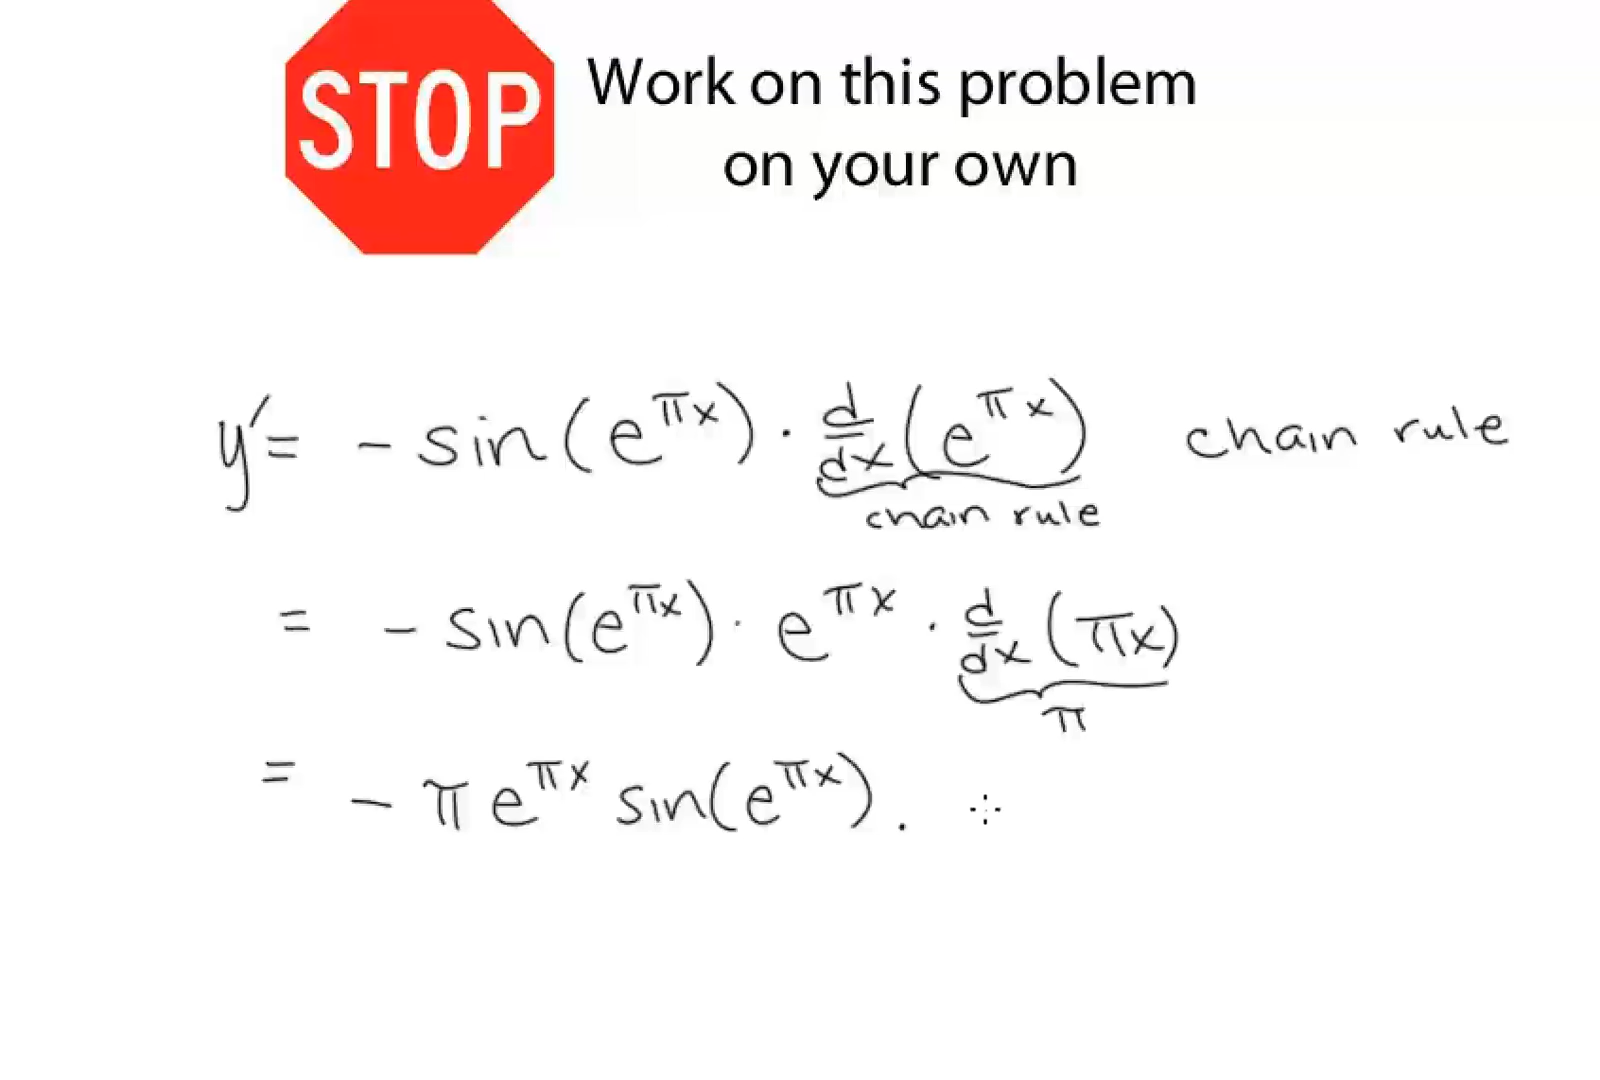 STOP
Work on this problem
on your own
y′ = - sin(e^πx) · d/dx (e^πx) chain rule
chain rule
= - sin(e^πx) · e^πx · d/dx (πx)
π
= - π e^πx sin(e^πx).